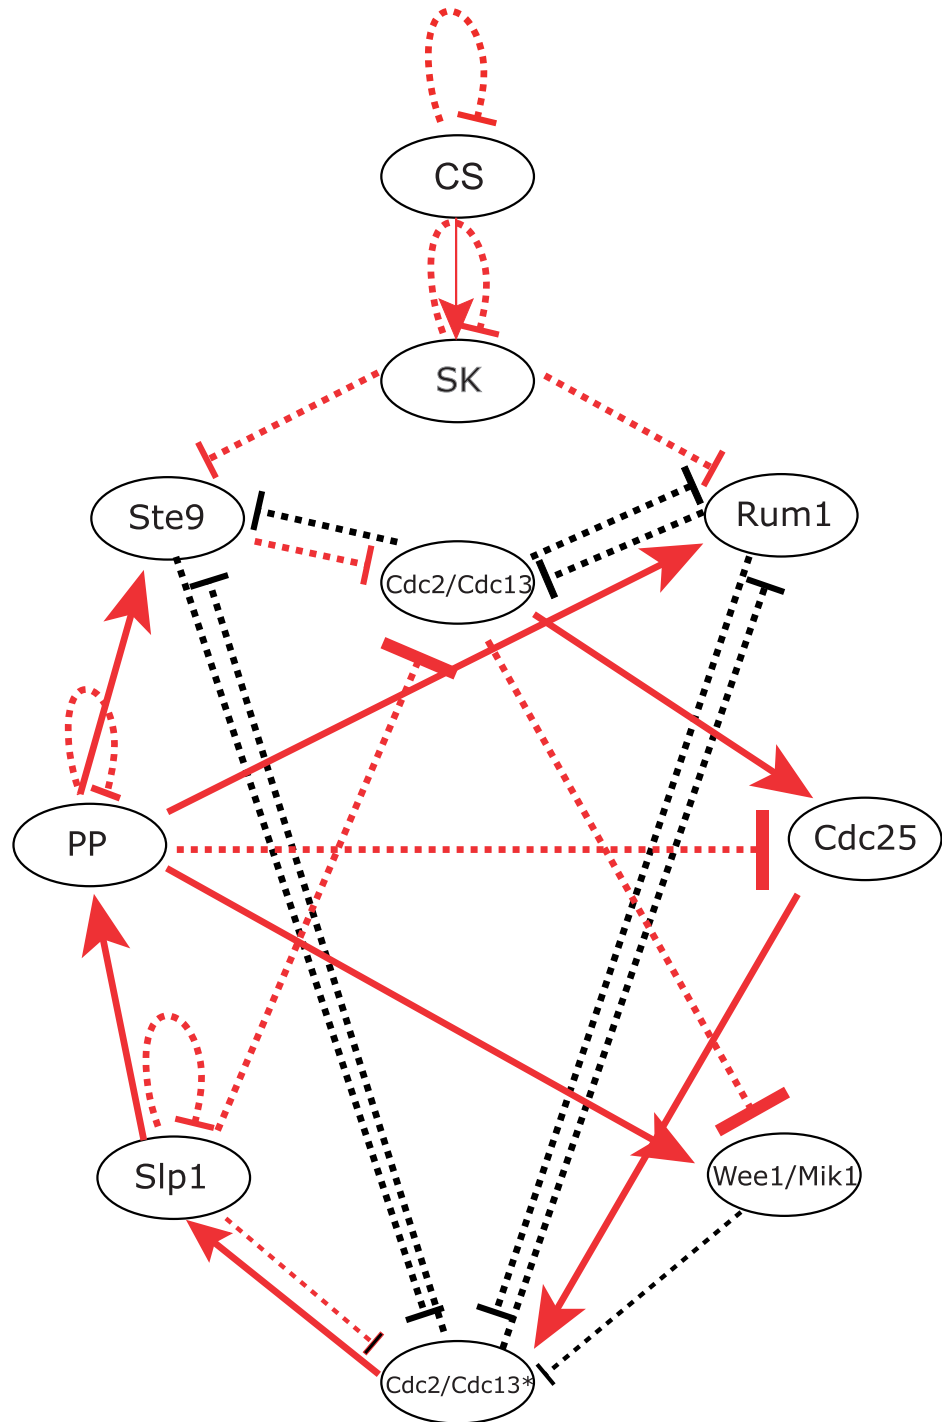 CS
SK
Ste9
Rum1
Cdc2/Cdc13
PP
Cdc25
Slp1
Wee1/Mik1
Cdc2/Cdc13*